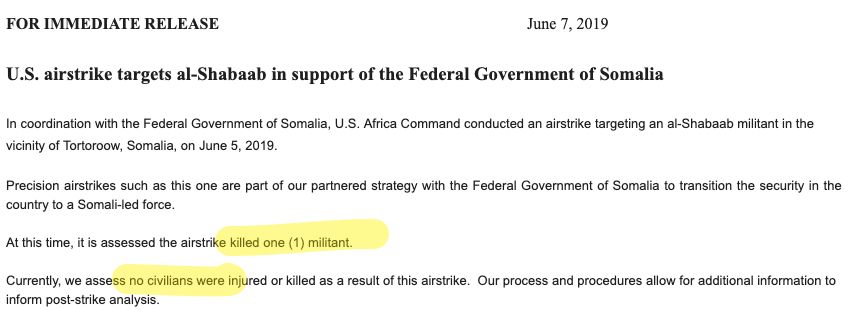 FOR IMMEDIATE RELEASE June 7, 2019
U.S. airstrike targets al-Shabaab in support of the Federal Government of Somalia
In coordination with the Federal Government of Somalia, U.S. Africa Command conducted an airstrike targeting an al-Shabaab militant in the
vicinity of Tortoroow, Somalia, on June 5, 2019.
Precision airstrikes such as this one are part of our partnered strategy with the Federal Government of Somalia to transition the security in the
country to a Somali-led force.
At this time, it is assessed the airstrike killed one (1) militant.
Currently, we assess no civilians were injured or killed as a result of this airstrike.  Our process and procedures allow for additional information to
inform post-strike analysis.